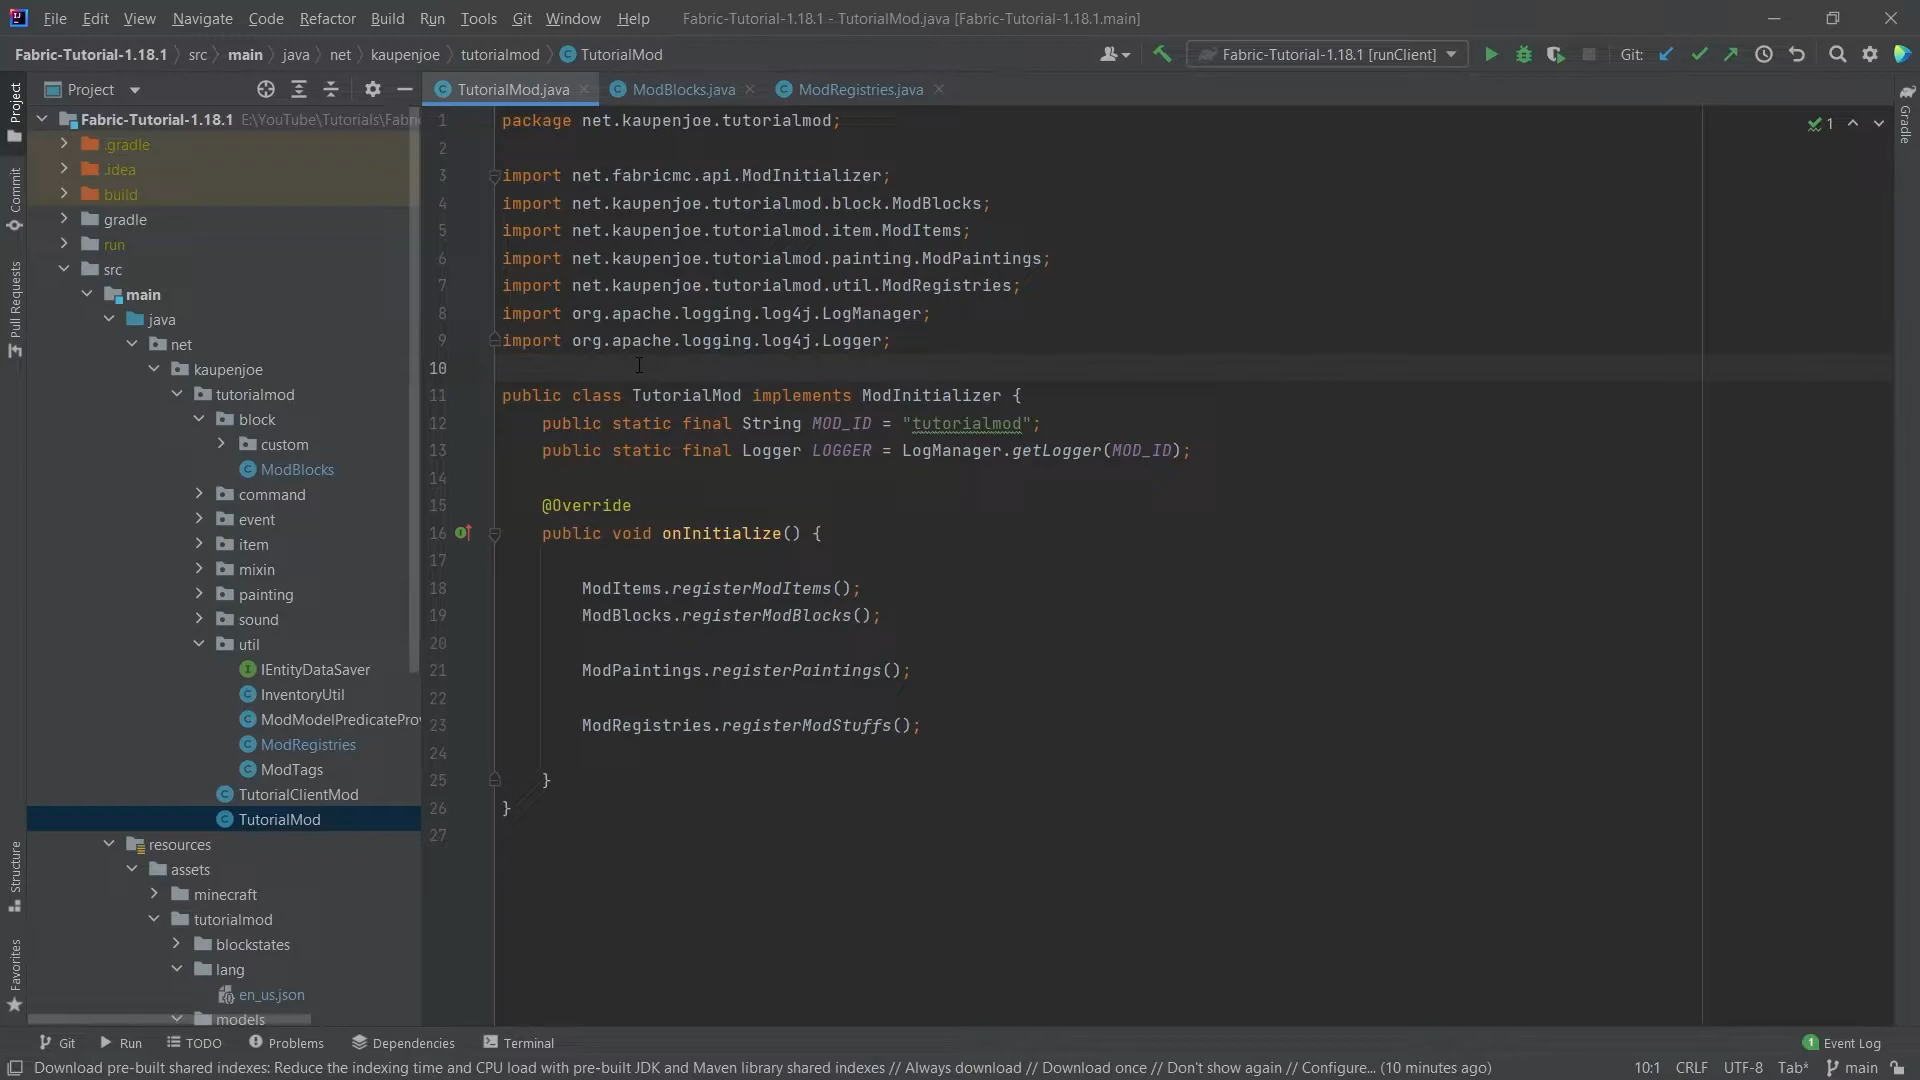 File Edit View Navigate Code Refactor Build Run Tools Git Window Help Fabric-Tutorial-1.18.1 - TutorialMod.java [Fabric-Tutorial-1.18.1.main]
Fabric-Tutorial-1.18.1 src main java net kaupenjoe tutorialmod TutorialMod Fabric-Tutorial-1.18.1 [runClient] Git:
Project TutorialMod.java ModBlocks.java ModRegistries.java
Project
Commit
Pull Requests
Structure
Favorites
Gradle
Fabric-Tutorial-1.18.1 E:\YouTube\Tutorials\Fabri
.gradle
.idea
build
gradle
run
src
main
java
net
kaupenjoe
tutorialmod
block
custom
ModBlocks
command
event
item
mixin
painting
sound
util
IEntityDataSaver
InventoryUtil
ModModelPredicateProv
ModRegistries
ModTags
TutorialClientMod
TutorialMod
resources
assets
minecraft
tutorialmod
blockstates
lang
en_us.json
models
1 package net.kaupenjoe.tutorialmod;
2
3 import net.fabricmc.api.ModInitializer;
4 import net.kaupenjoe.tutorialmod.block.ModBlocks;
5 import net.kaupenjoe.tutorialmod.item.ModItems;
6 import net.kaupenjoe.tutorialmod.painting.ModPaintings;
7 import net.kaupenjoe.tutorialmod.util.ModRegistries;
8 import org.apache.logging.log4j.LogManager;
9 import org.apache.logging.log4j.Logger;
10
11 public class TutorialMod implements ModInitializer {
12 public static final String MOD_ID = "tutorialmod";
13 public static final Logger LOGGER = LogManager.getLogger(MOD_ID);
14
15 @Override
16 public void onInitialize() {
17
18 ModItems.registerModItems();
19 ModBlocks.registerModBlocks();
20
21 ModPaintings.registerPaintings();
22
23 ModRegistries.registerModStuffs();
24
25 }
26 }
27
1
Git Run TODO Problems Dependencies Terminal 1 Event Log
Download pre-built shared indexes: Reduce the indexing time and CPU load with pre-built JDK and Maven library shared indexes // Always download // Download once // Don't show again // Configure... (10 minutes ago) 10:1 CRLF UTF-8 Tab* main